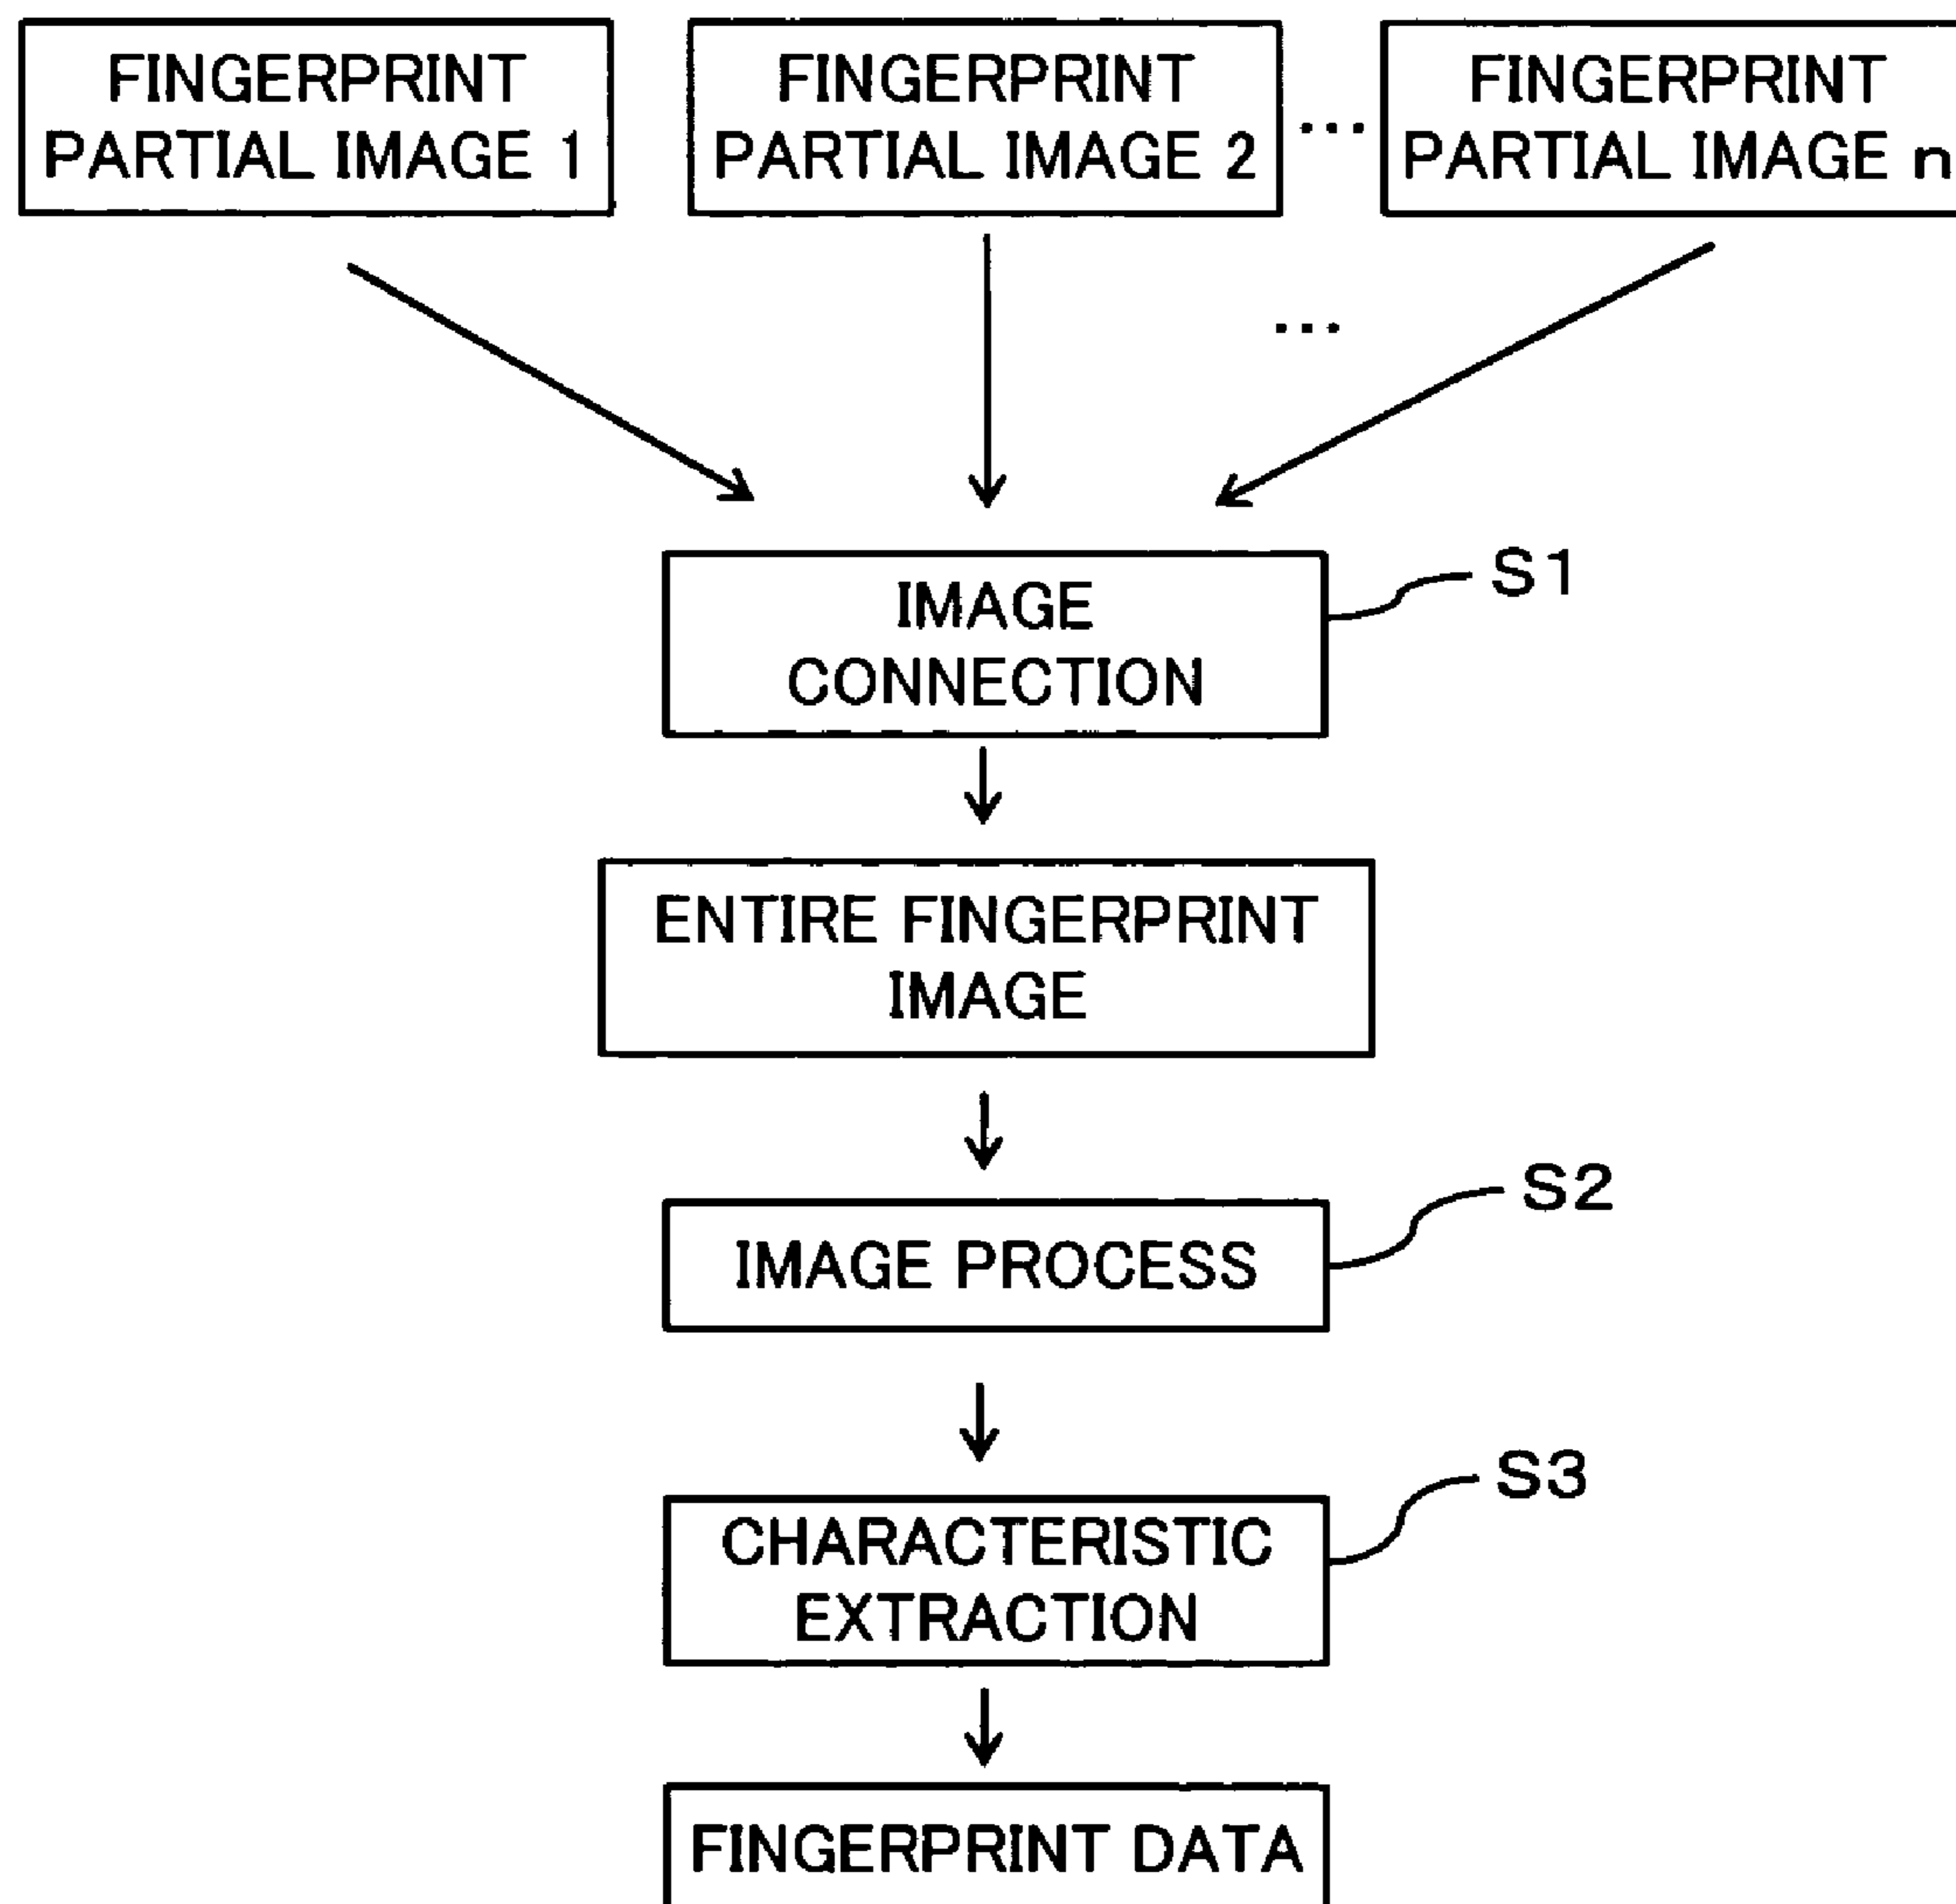 FINGERPRINT
PARTIAL IMAGE 1
FINGERPRINT
PARTIAL IMAGE 2
...
FINGERPRINT
PARTIAL IMAGE n
...
IMAGE
CONNECTION
S1
ENTIRE FINGERPRINT
IMAGE
IMAGE PROCESS
S2
CHARACTERISTIC
EXTRACTION
S3
FINGERPRINT DATA